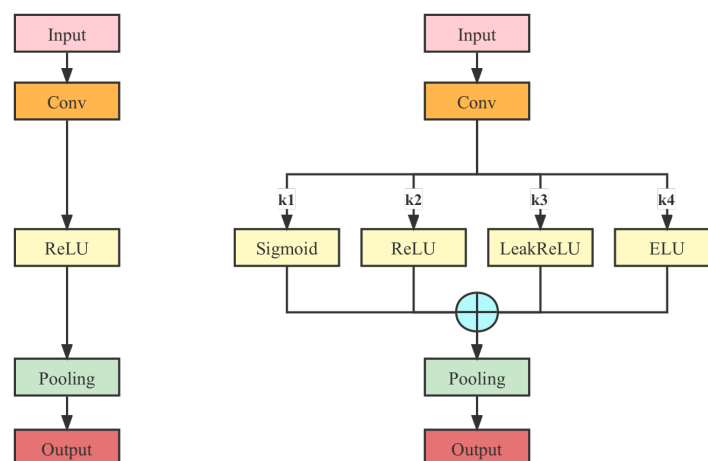 Input
Conv
ReLU
Pooling
Output
Input
Conv
k1 k2 k3 k4
Sigmoid ReLU LeakReLU ELU
Pooling
Output